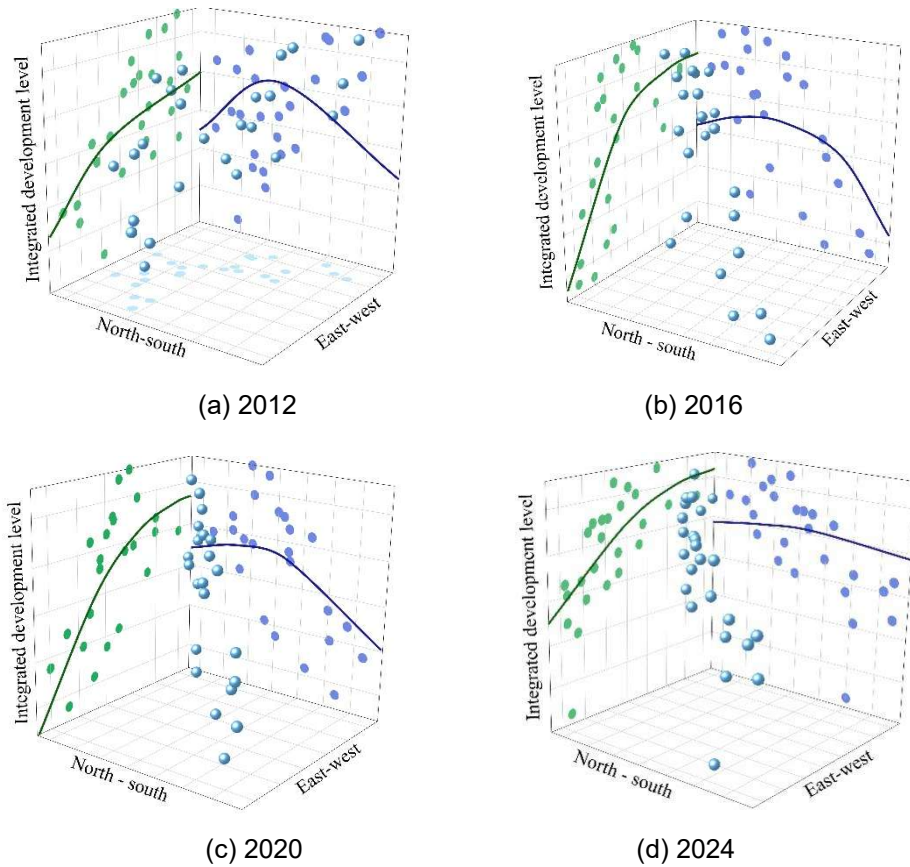 Integrated development level
North-south
East-west
(a) 2012
Integrated development level
North - south
East-west
(b) 2016
Integrated development level
North - south
East-west
(c) 2020
Integrated development level
North - south
East-west
(d) 2024